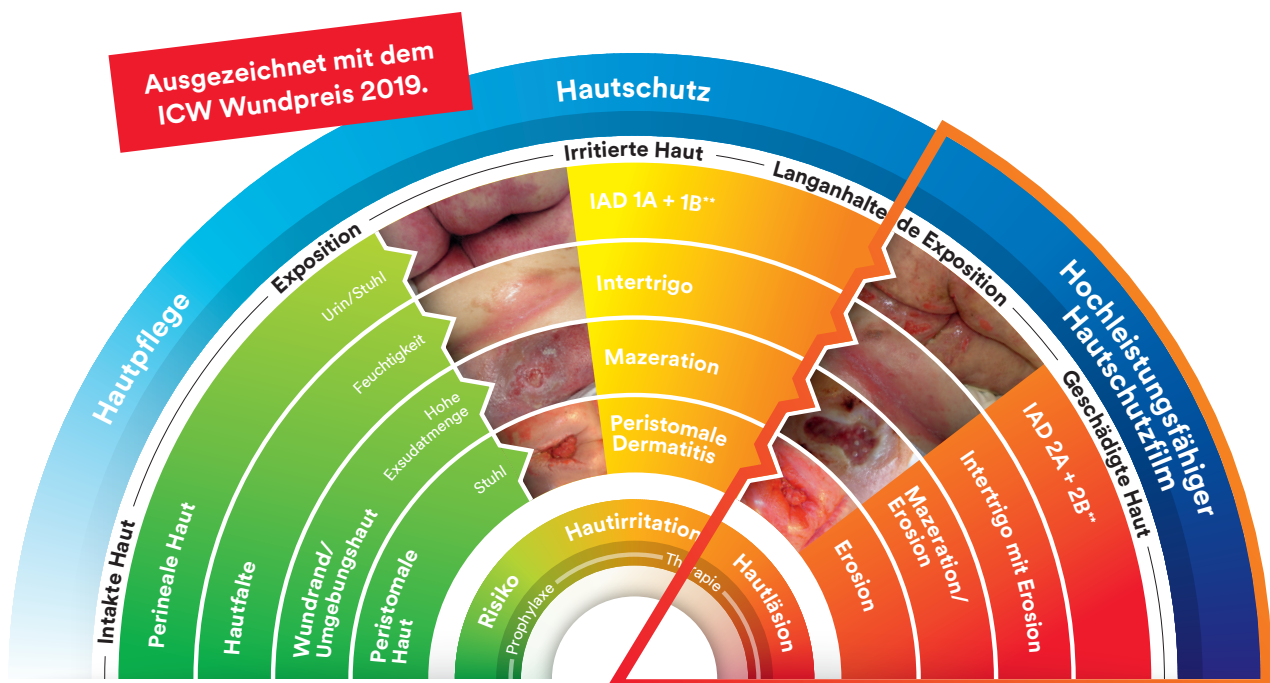 Ausgezeichnet mit dem
ICW Wundpreis 2019.
Hautpflege
Hautschutz
Hochleistungsfähiger
Hautschutzfilm
Intakte Haut
Exposition
Irritierte Haut
Langanhalte de Exposition
Geschädigte Haut
Perineale Haut
Urin/Stuhl
IAD 1A + 1B**
IAD 2A + 2B**
Hautfalte
Feuchtigkeit
Intertrigo
Intertrigo mit Erosion
Wundrand/
Umgebungshaut
Hohe
Exsudatmenge
Mazeration
Mazeration/
Erosion
Peristomale
Haut
Stuhl
Peristomale
Dermatitis
Erosion
Risiko
Hautirritation
Hautläsion
Prophylaxe
Therapie